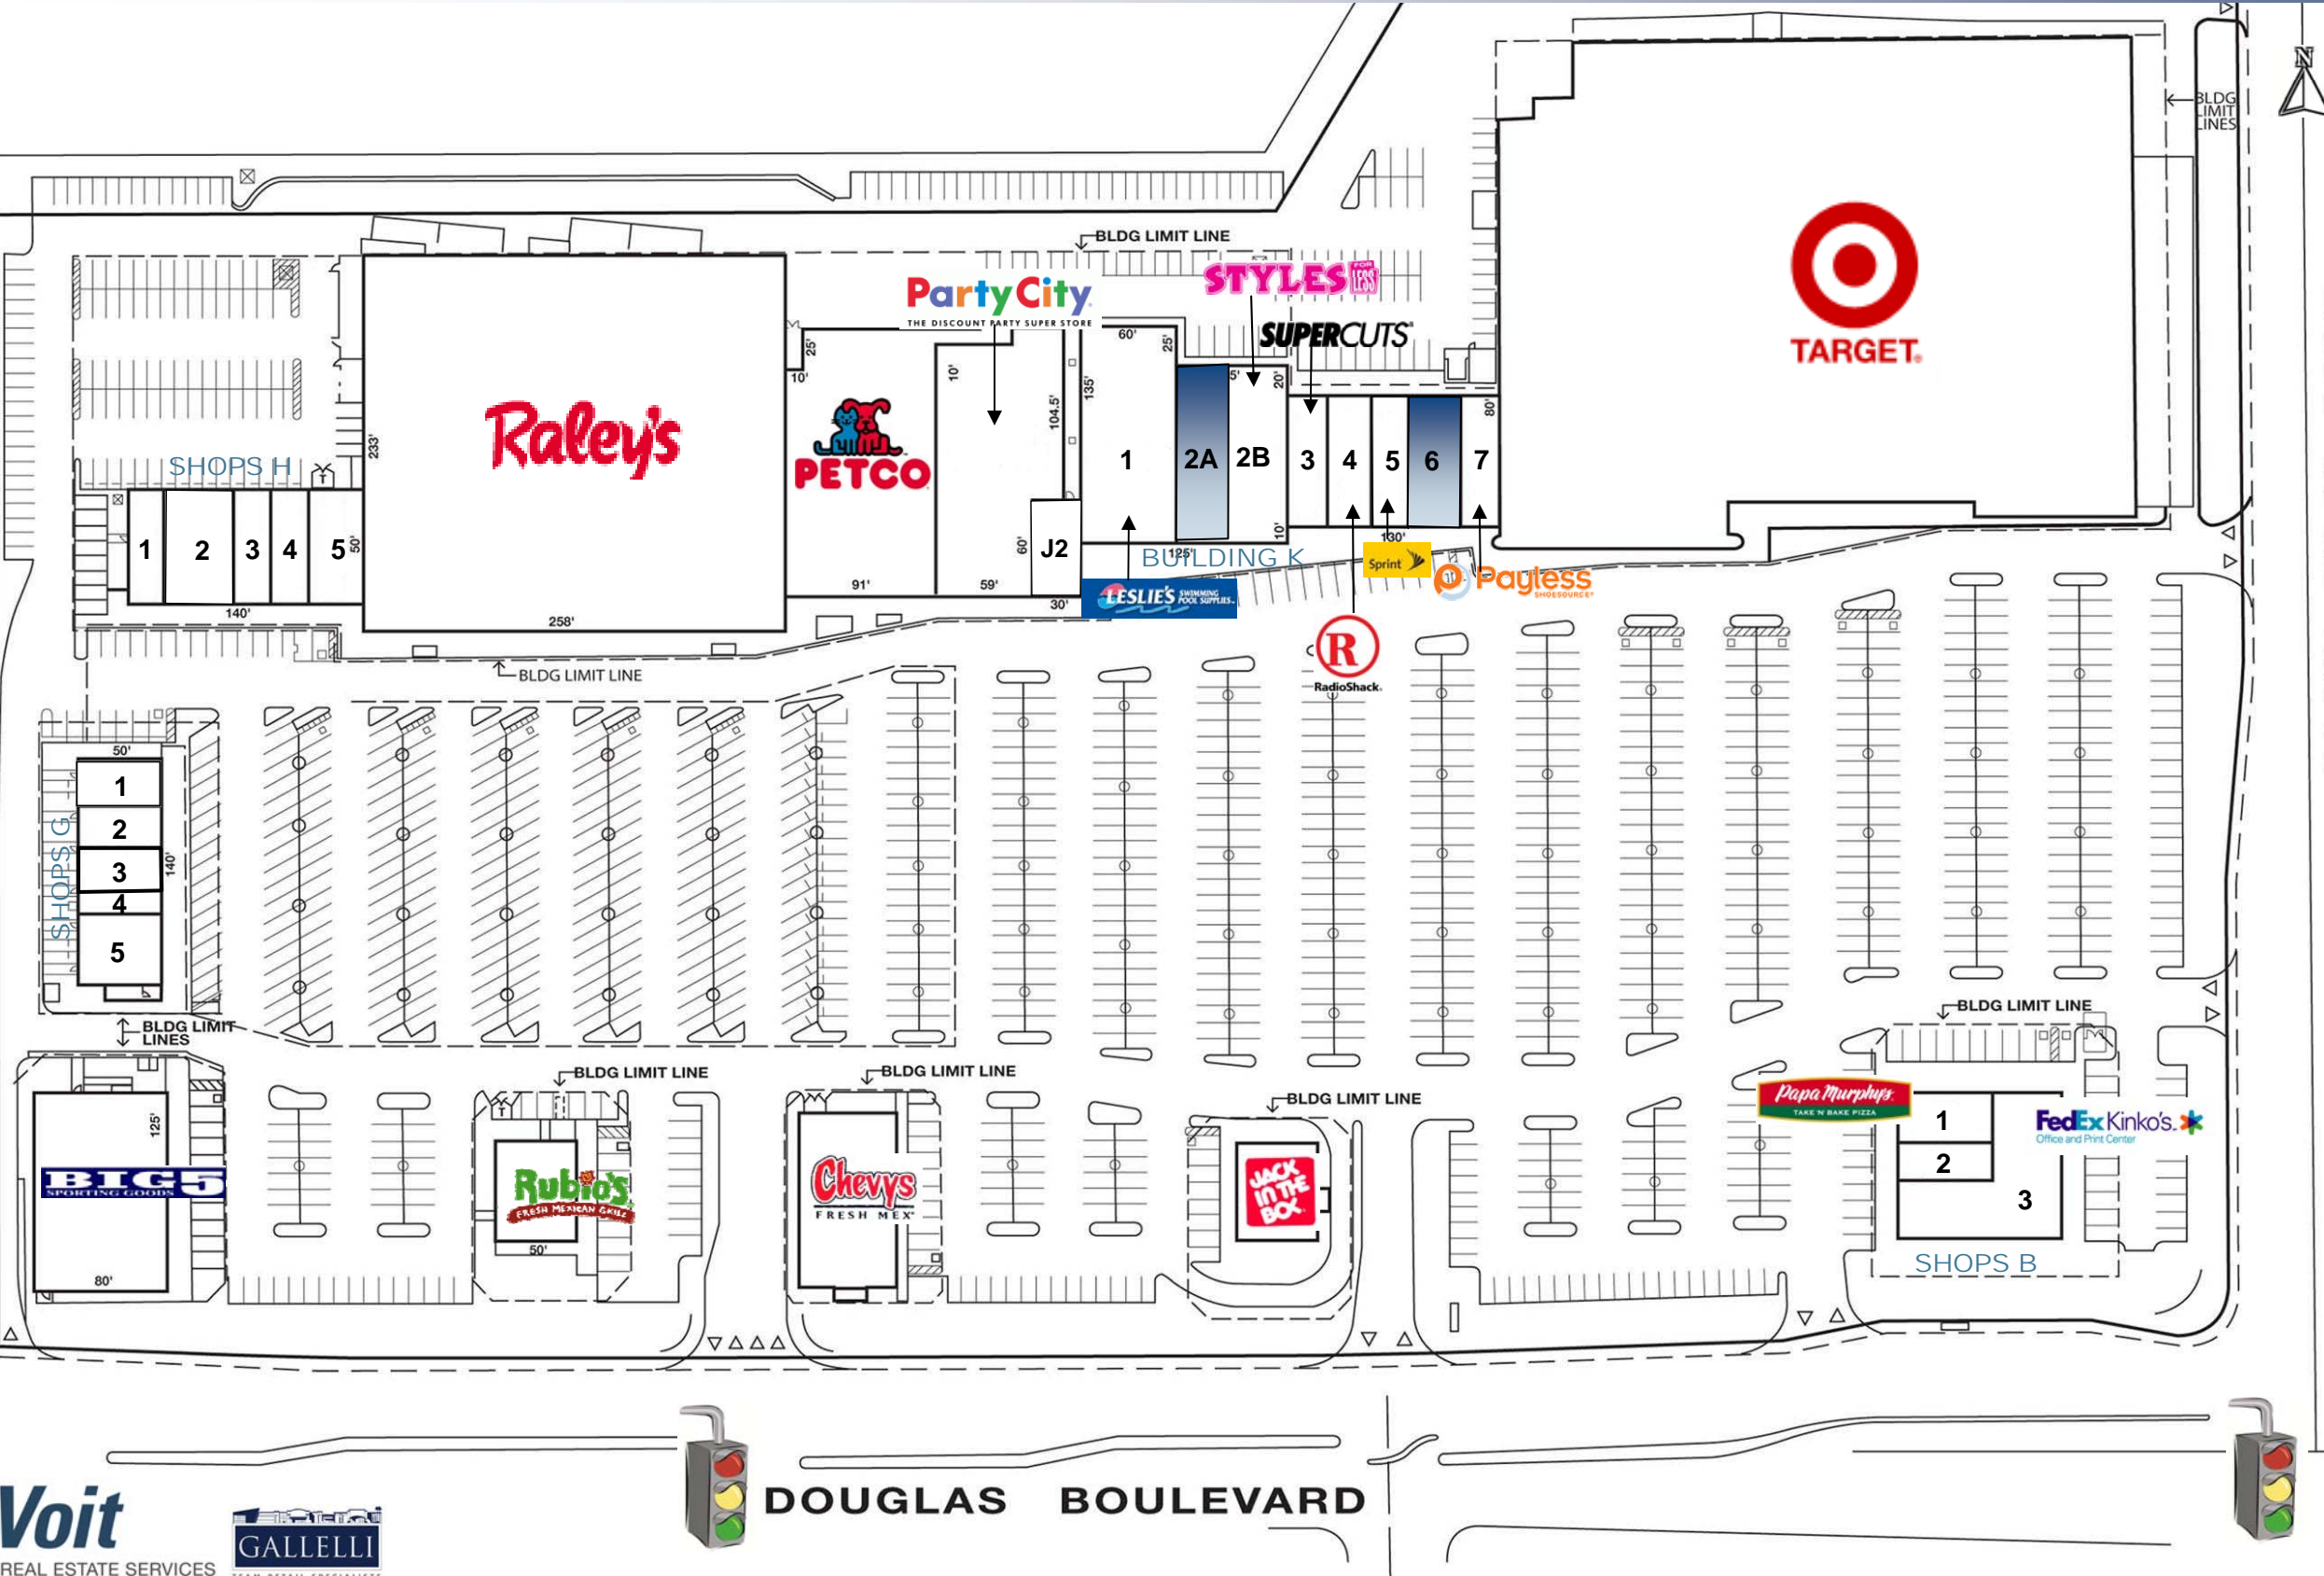 N
BLDG
LIMIT
LINES
BLDG LIMIT LINE
STYLES FOR LESS
Party City
THE DISCOUNT PARTY SUPER STORE
SUPERCUTS
TARGET
60'
25'
25'
10'
10'
5'
20'
135'
104.5'
80'
233'
Raley's
PETCO
1
2A
2B
3
4
5
6
7
SHOPS H
1
2
3
4
5
50'
140'
258'
91'
59'
60'
J2
30'
10'
125'
BUILDING K
130'
Sprint
Payless
SHOESOURCE
LESLIE'S SWIMMING POOL SUPPLIES
R
RadioShack
BLDG LIMIT LINE
50'
1
2
3
4
5
SHOPS G
140'
BLDG LIMIT
LINES
BLDG LIMIT LINE
BLDG LIMIT LINE
BLDG LIMIT LINE
BLDG LIMIT LINE
125'
BIG 5
SPORTING GOODS
80'
Rubio's
FRESH MEXICAN GRILL
50'
Chevys
FRESH MEX
JACK
IN THE
BOX
Papa Murphy's
TAKE 'N' BAKE PIZZA
1
2
3
FedEx Kinko's
Office and Print Center
SHOPS B
DOUGLAS BOULEVARD
Voit
REAL ESTATE SERVICES
GALLELLI